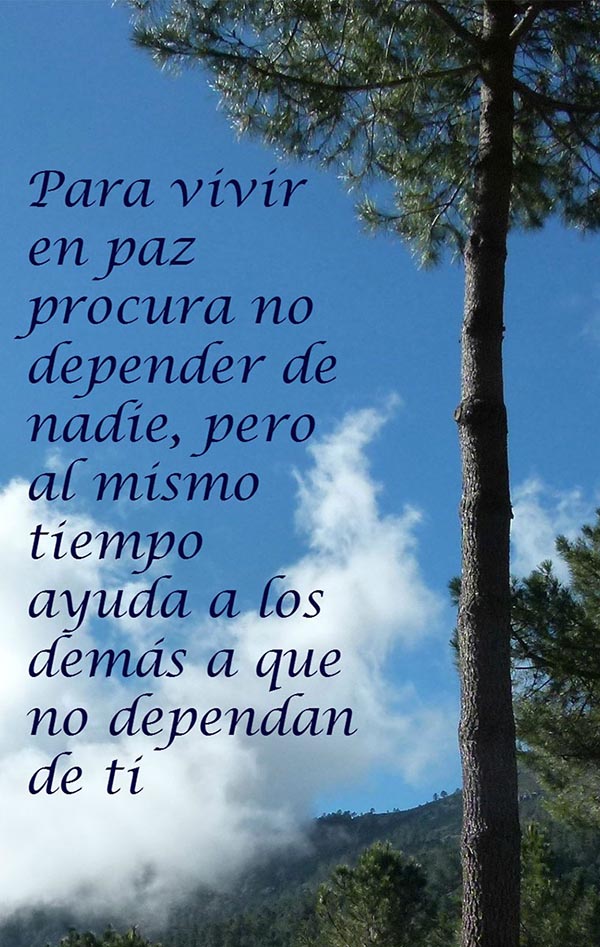 Para vivir
en paz
procura no
depender de
nadie, pero
al mismo
tiempo
ayuda a los
demás a que
no dependan
de ti